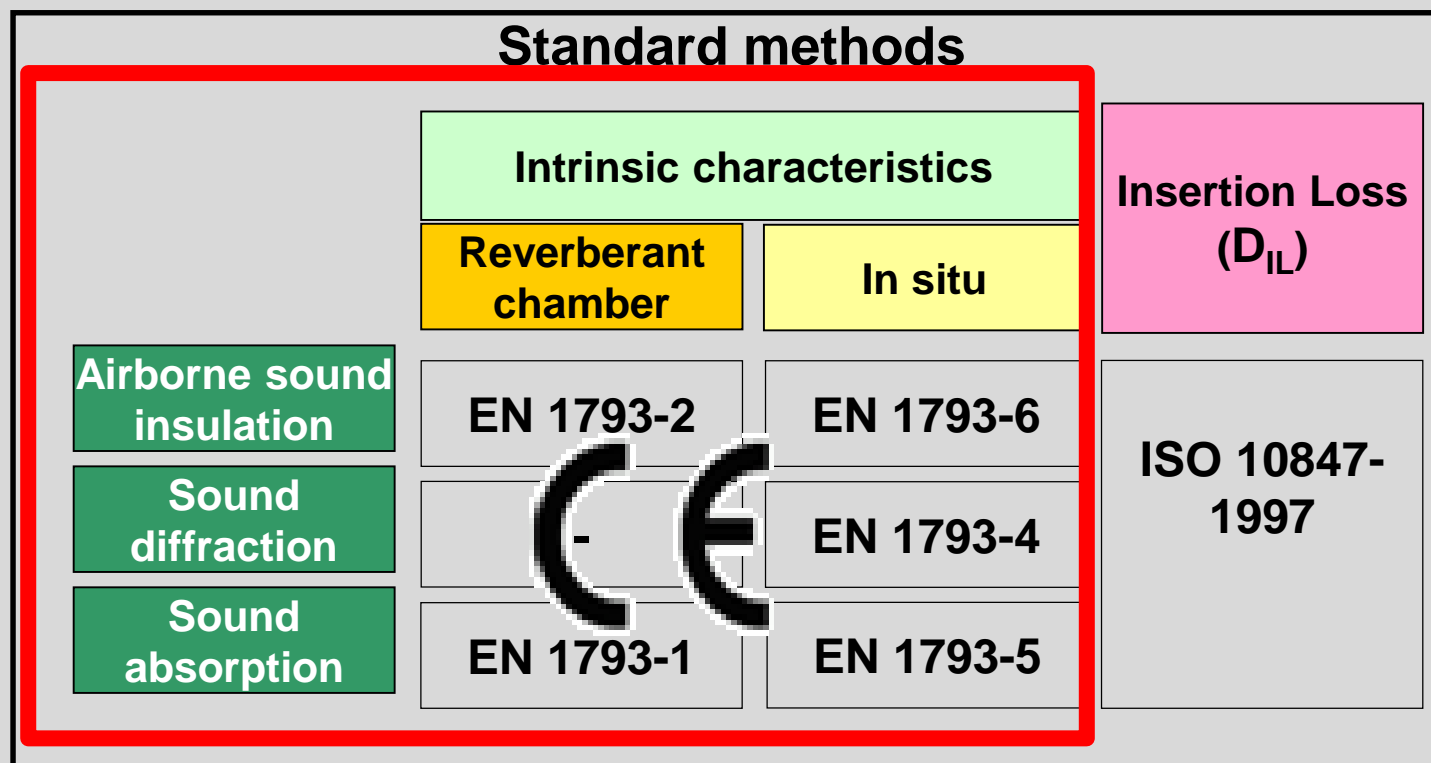 Standard methods
Intrinsic characteristics
Insertion Loss
(D_IL)
Reverberant
chamber
In situ
Airborne sound
insulation
EN 1793-2
EN 1793-6
ISO 10847-
1997
Sound
diffraction
-
EN 1793-4
Sound
absorption
EN 1793-1
EN 1793-5
CE